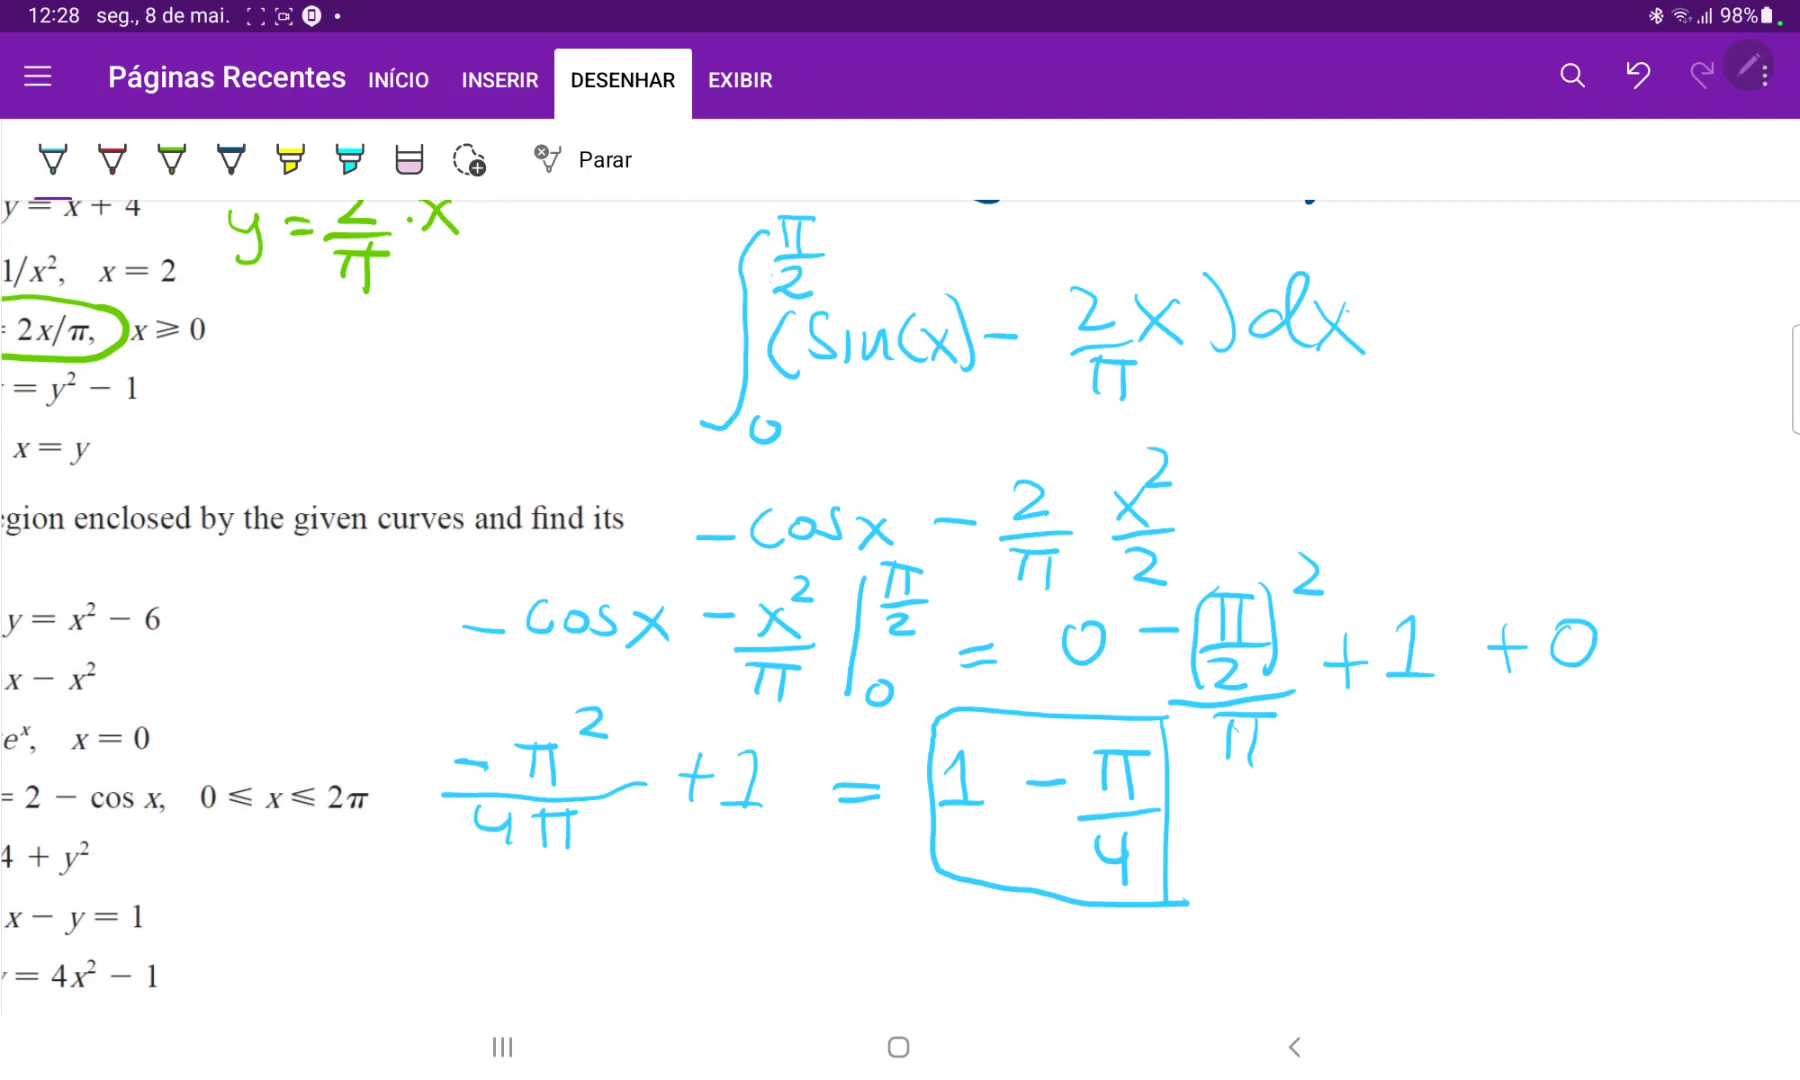 12:28 seg., 8 de mai. 98%
Páginas Recentes INÍCIO INSERIR DESENHAR EXIBIR
Parar
y = x + 4
y = 2/π · x
1/x², x = 2
= 2x/π, x ⩾ 0
= y² − 1
x = y
∫₀^(π/2) (Sin(x) − 2/π x) dx
gion enclosed by the given curves and find its
− cosx − 2/π x²/2
− cosx − x²/π |₀^(π/2) = 0 − (π/2)²/π + 1 + 0
y = x² − 6
x − x²
eˣ, x = 0
−π²/4π + 1 = 1 − π/4
= 2 − cos x, 0 ⩽ x ⩽ 2π
4 + y²
x − y = 1
= 4x² − 1